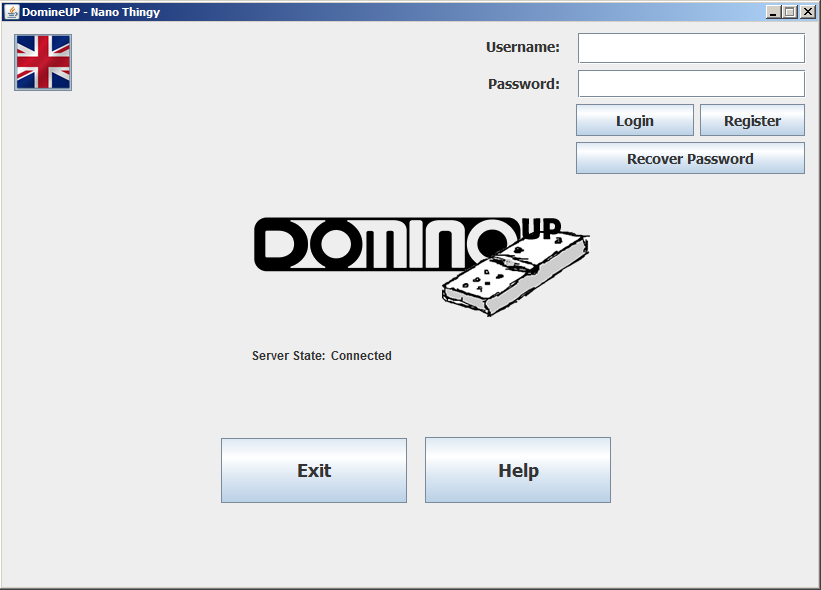 DomineUP - Nano Thingy
Username:
Password:
Login Register
Recover Password
DOMINO UP
Server State: Connected
Exit Help